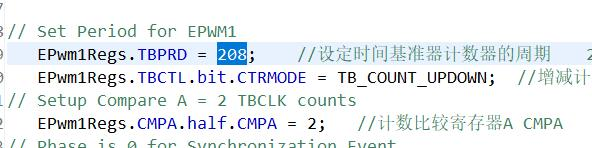 // Set Period for EPWM1
EPwm1Regs.TBPRD = 208; //设定时间基准器计数器的周期 2
EPwm1Regs.TBCTL.bit.CTRMODE = TB_COUNT_UPDOWN; //增减计
// Setup Compare A = 2 TBCLK counts
EPwm1Regs.CMPA.half.CMPA = 2; //计数比较寄存器A CMPA
// Phase is 0 for Synchronization Event